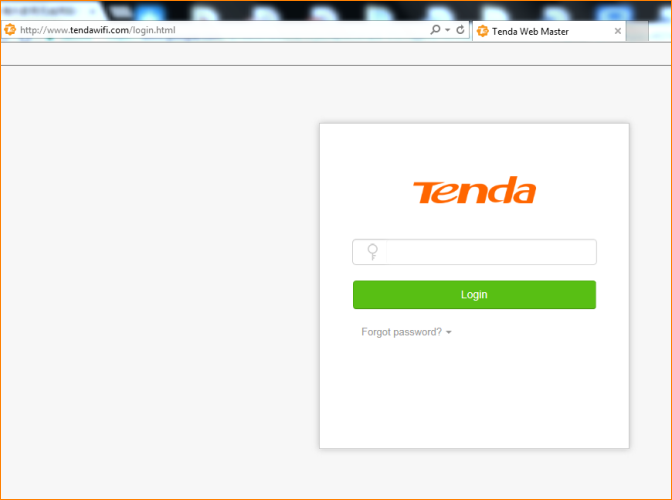 http://www.tendawifi.com/login.html
Tenda Web Master
Tenda
Login
Forgot password?